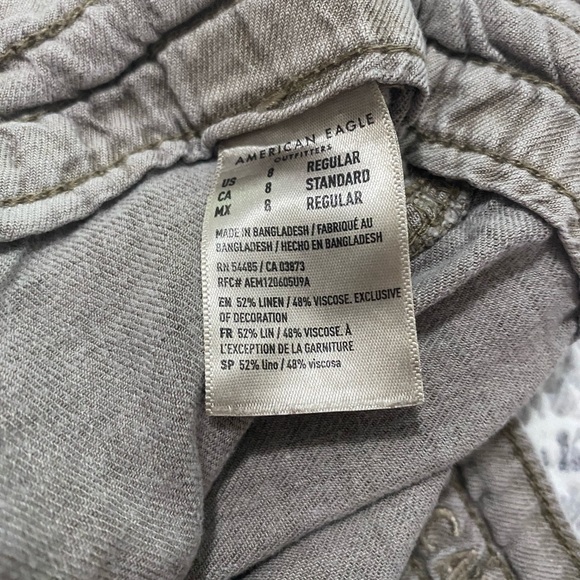 AMERICAN EAGLE
OUTFITTERS
US 8 REGULAR
CA 8 STANDARD
MX 8 REGULAR
MADE IN BANGLADESH / FABRIQUÉ AU
BANGLADESH / HECHO EN BANGLADESH
RN 54485 / CA 03873
RFC# AEM120605U9A
EN 52% LINEN / 48% VISCOSE. EXCLUSIVE
OF DECORATION
FR 52% LIN / 48% VISCOSE. À
L'EXCEPTION DE LA GARNITURE
SP 52% Lino / 48% viscosa